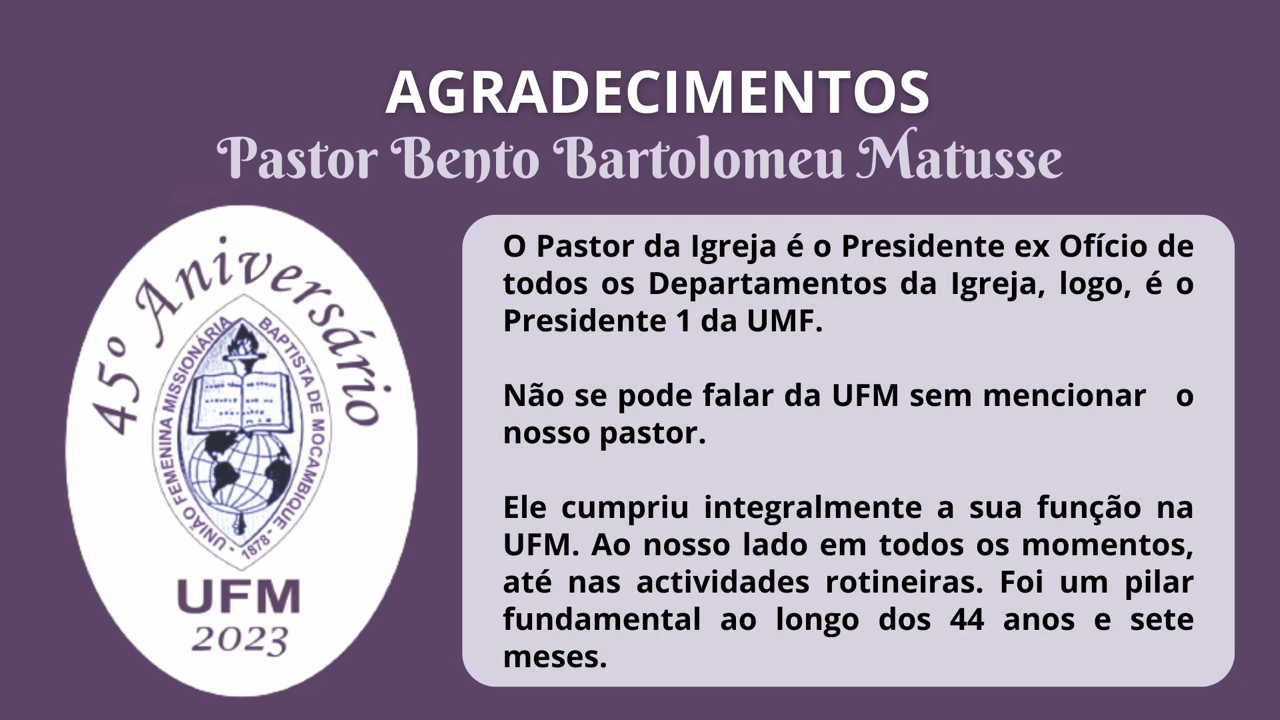 AGRADECIMENTOS
Pastor Bento Bartolomeu Matusse
45º Aniversário
UNIÃO FEMENINA MISSIONÁRIA BAPTISTA DE MOÇAMBIQUE
- 1878 -
UFM
2023
O Pastor da Igreja é o Presidente ex Ofício de
todos os Departamentos da Igreja, logo, é o
Presidente 1 da UMF.
Não se pode falar da UFM sem mencionar o
nosso pastor.
Ele cumpriu integralmente a sua função na
UFM. Ao nosso lado em todos os momentos,
até nas actividades rotineiras. Foi um pilar
fundamental ao longo dos 44 anos e sete
meses.